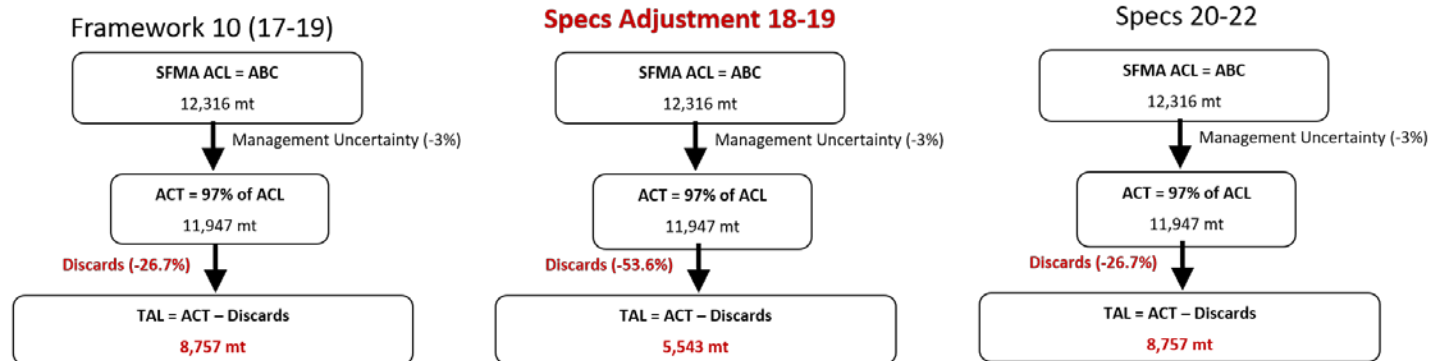 Framework 10 (17-19)
SFMA ACL = ABC
12,316 mt
Management Uncertainty (-3%)
ACT = 97% of ACL
11,947 mt
Discards (-26.7%)
TAL = ACT – Discards
8,757 mt
Specs Adjustment 18-19
SFMA ACL = ABC
12,316 mt
Management Uncertainty (-3%)
ACT = 97% of ACL
11,947 mt
Discards (-53.6%)
TAL = ACT – Discards
5,543 mt
Specs 20-22
SFMA ACL = ABC
12,316 mt
Management Uncertainty (-3%)
ACT = 97% of ACL
11,947 mt
Discards (-26.7%)
TAL = ACT – Discards
8,757 mt